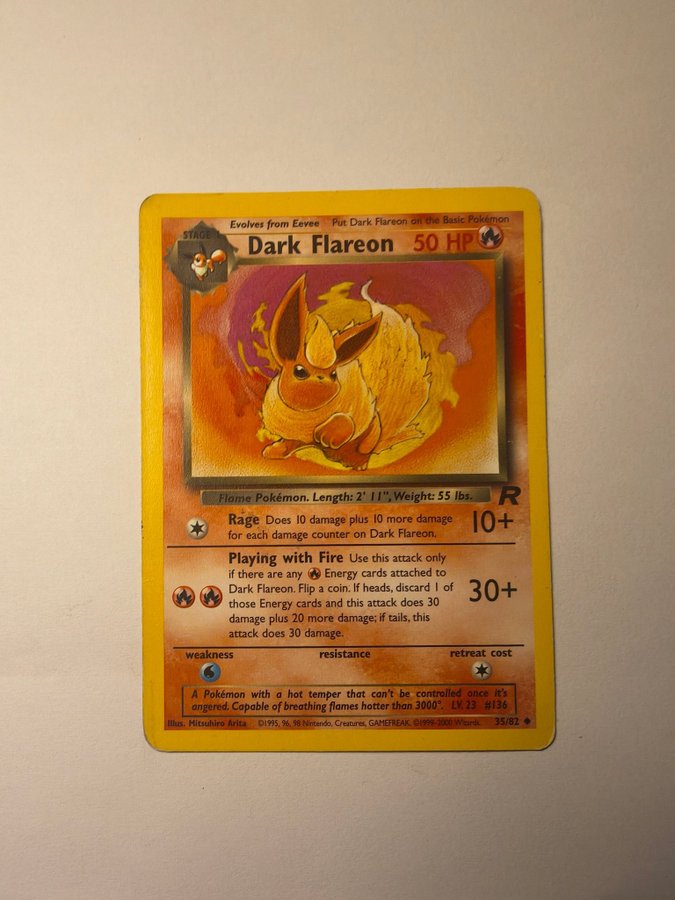 Evolves from Eevee Put Dark Flareon on the Basic Pokémon
STAGE 1
Dark Flareon 50 HP
Flame Pokémon. Length: 2' 11", Weight: 55 lbs.
R
Rage Does 10 damage plus 10 more damage
for each damage counter on Dark Flareon.
10+
Playing with Fire Use this attack only
if there are any Energy cards attached to
Dark Flareon. Flip a coin. If heads, discard 1 of
those Energy cards and this attack does 30
damage plus 20 more damage; if tails, this
attack does 30 damage.
30+
weakness resistance retreat cost
A Pokémon with a hot temper that can't be controlled once it's
angered. Capable of breathing flames hotter than 3000°. LV. 23 #136
Illus. Mitsuhiro Arita ©1995, 96, 98 Nintendo, Creatures, GAMEFREAK. ©1999-2000 Wizards. 35/82